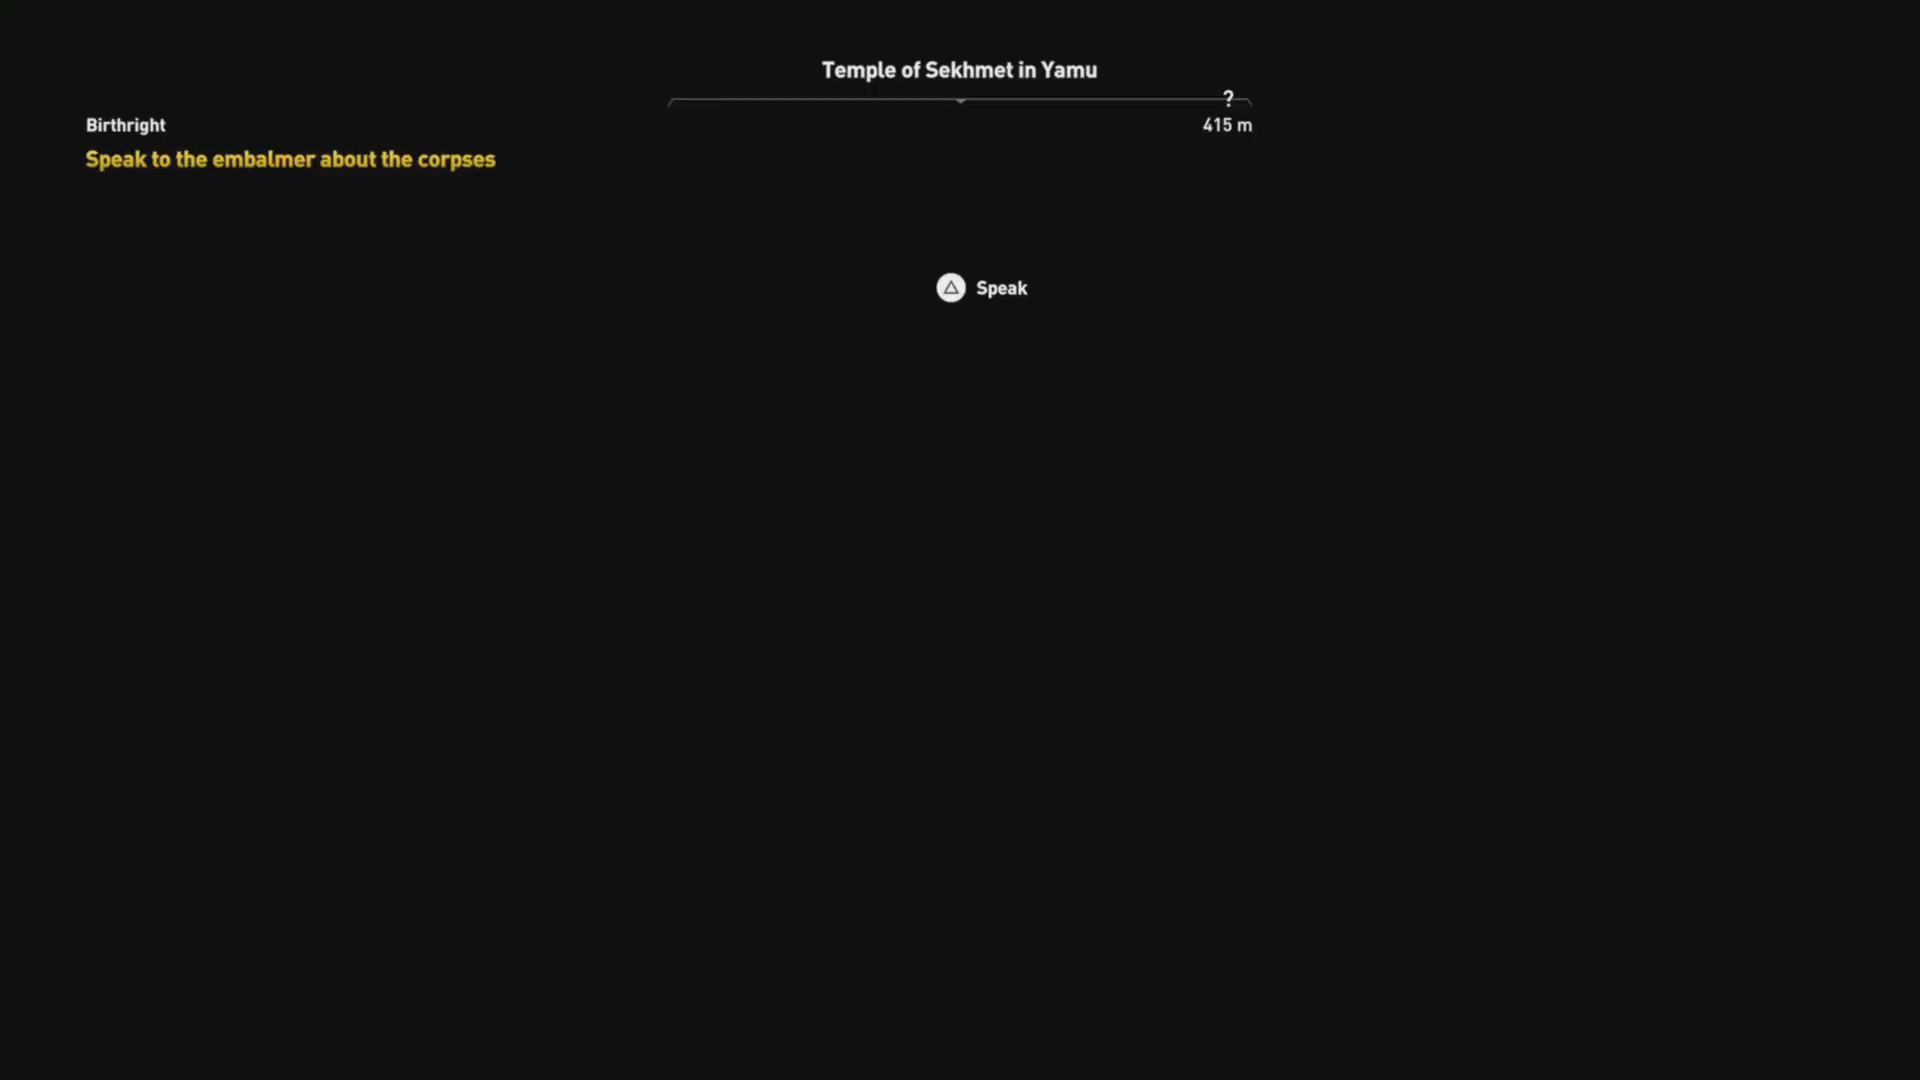 Temple of Sekhmet in Yamu
?
415 m
Birthright
Speak to the embalmer about the corpses
Speak